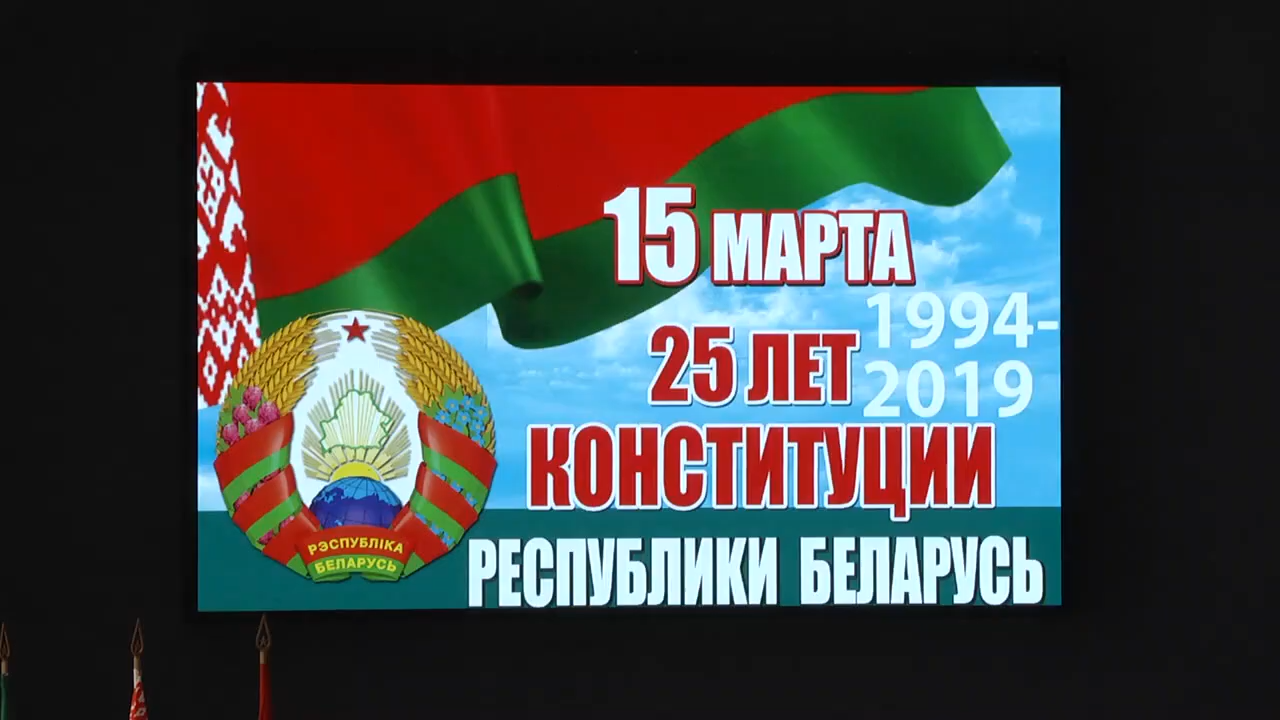 15 МАРТА
1994-
25 ЛЕТ
2019
КОНСТИТУЦИИ
РЕСПУБЛИКИ БЕЛАРУСЬ
РЭСПУБЛІКА
БЕЛАРУСЬ